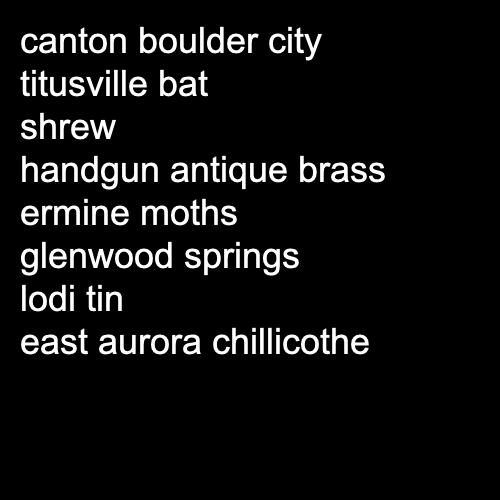 canton boulder city
titusville bat
shrew
handgun antique brass
ermine moths
glenwood springs
lodi tin
east aurora chillicothe